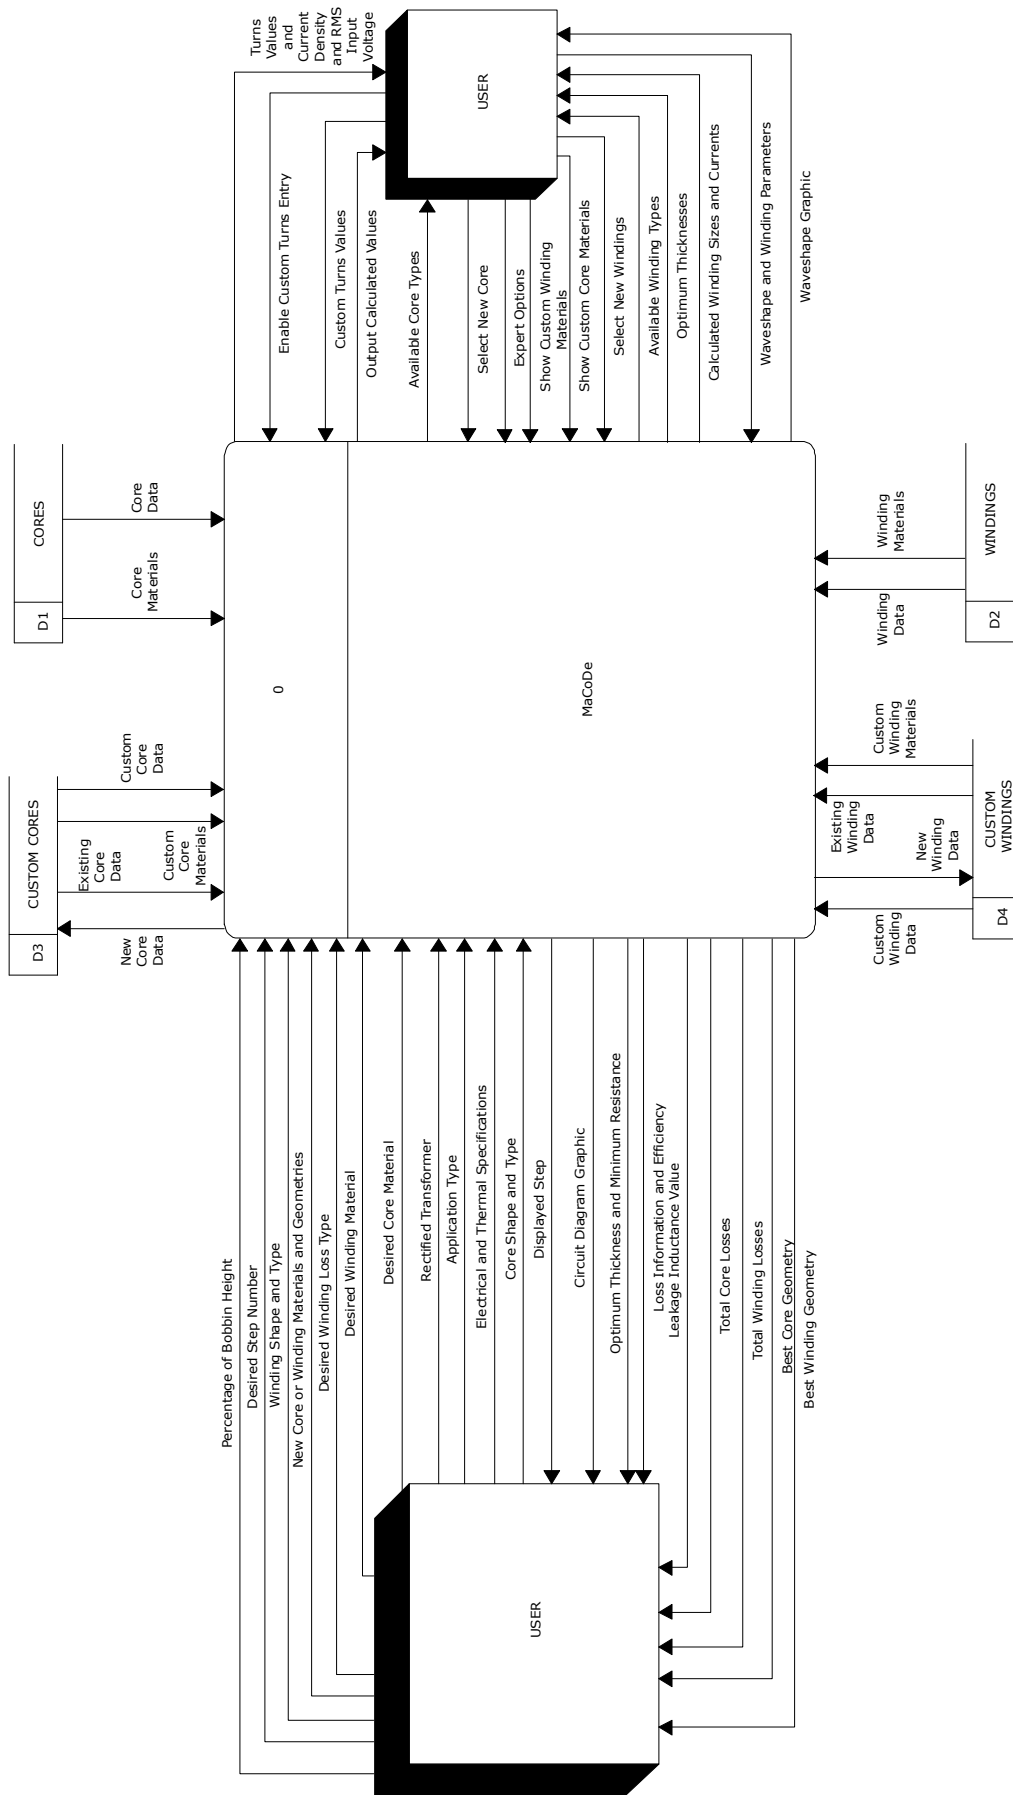 Turns
Values
and
Current
Density
and RMS
Input
Voltage
USER
Enable Custom Turns Entry
Custom Turns Values
Output Calculated Values
Available Core Types
Select New Core
Expert Options
Show Custom Winding
Materials
Show Custom Core Materials
Select New Windings
Available Winding Types
Optimum Thicknesses
Calculated Winding Sizes and Currents
Waveshape and Winding Parameters
Waveshape Graphic
D1
CORES
Core
Materials
Core
Data
D3
CUSTOM CORES
New
Core
Data
Existing
Core
Data
Custom
Core
Materials
Custom
Core
Data
0
MaCoDe
D2
WINDINGS
Winding
Data
Winding
Materials
D4
CUSTOM
WINDINGS
Custom
Winding
Data
New
Winding
Data
Existing
Winding
Data
Custom
Winding
Materials
Percentage of Bobbin Height
Desired Step Number
Winding Shape and Type
New Core or Winding Materials and Geometries
Desired Winding Loss Type
Desired Winding Material
Desired Core Material
Rectified Transformer
Application Type
Electrical and Thermal Specifications
Core Shape and Type
Displayed Step
Circuit Diagram Graphic
Optimum Thickness and Minimum Resistance
Loss Information and Efficiency
Leakage Inductance Value
Total Core Losses
Total Winding Losses
Best Core Geometry
Best Winding Geometry
USER